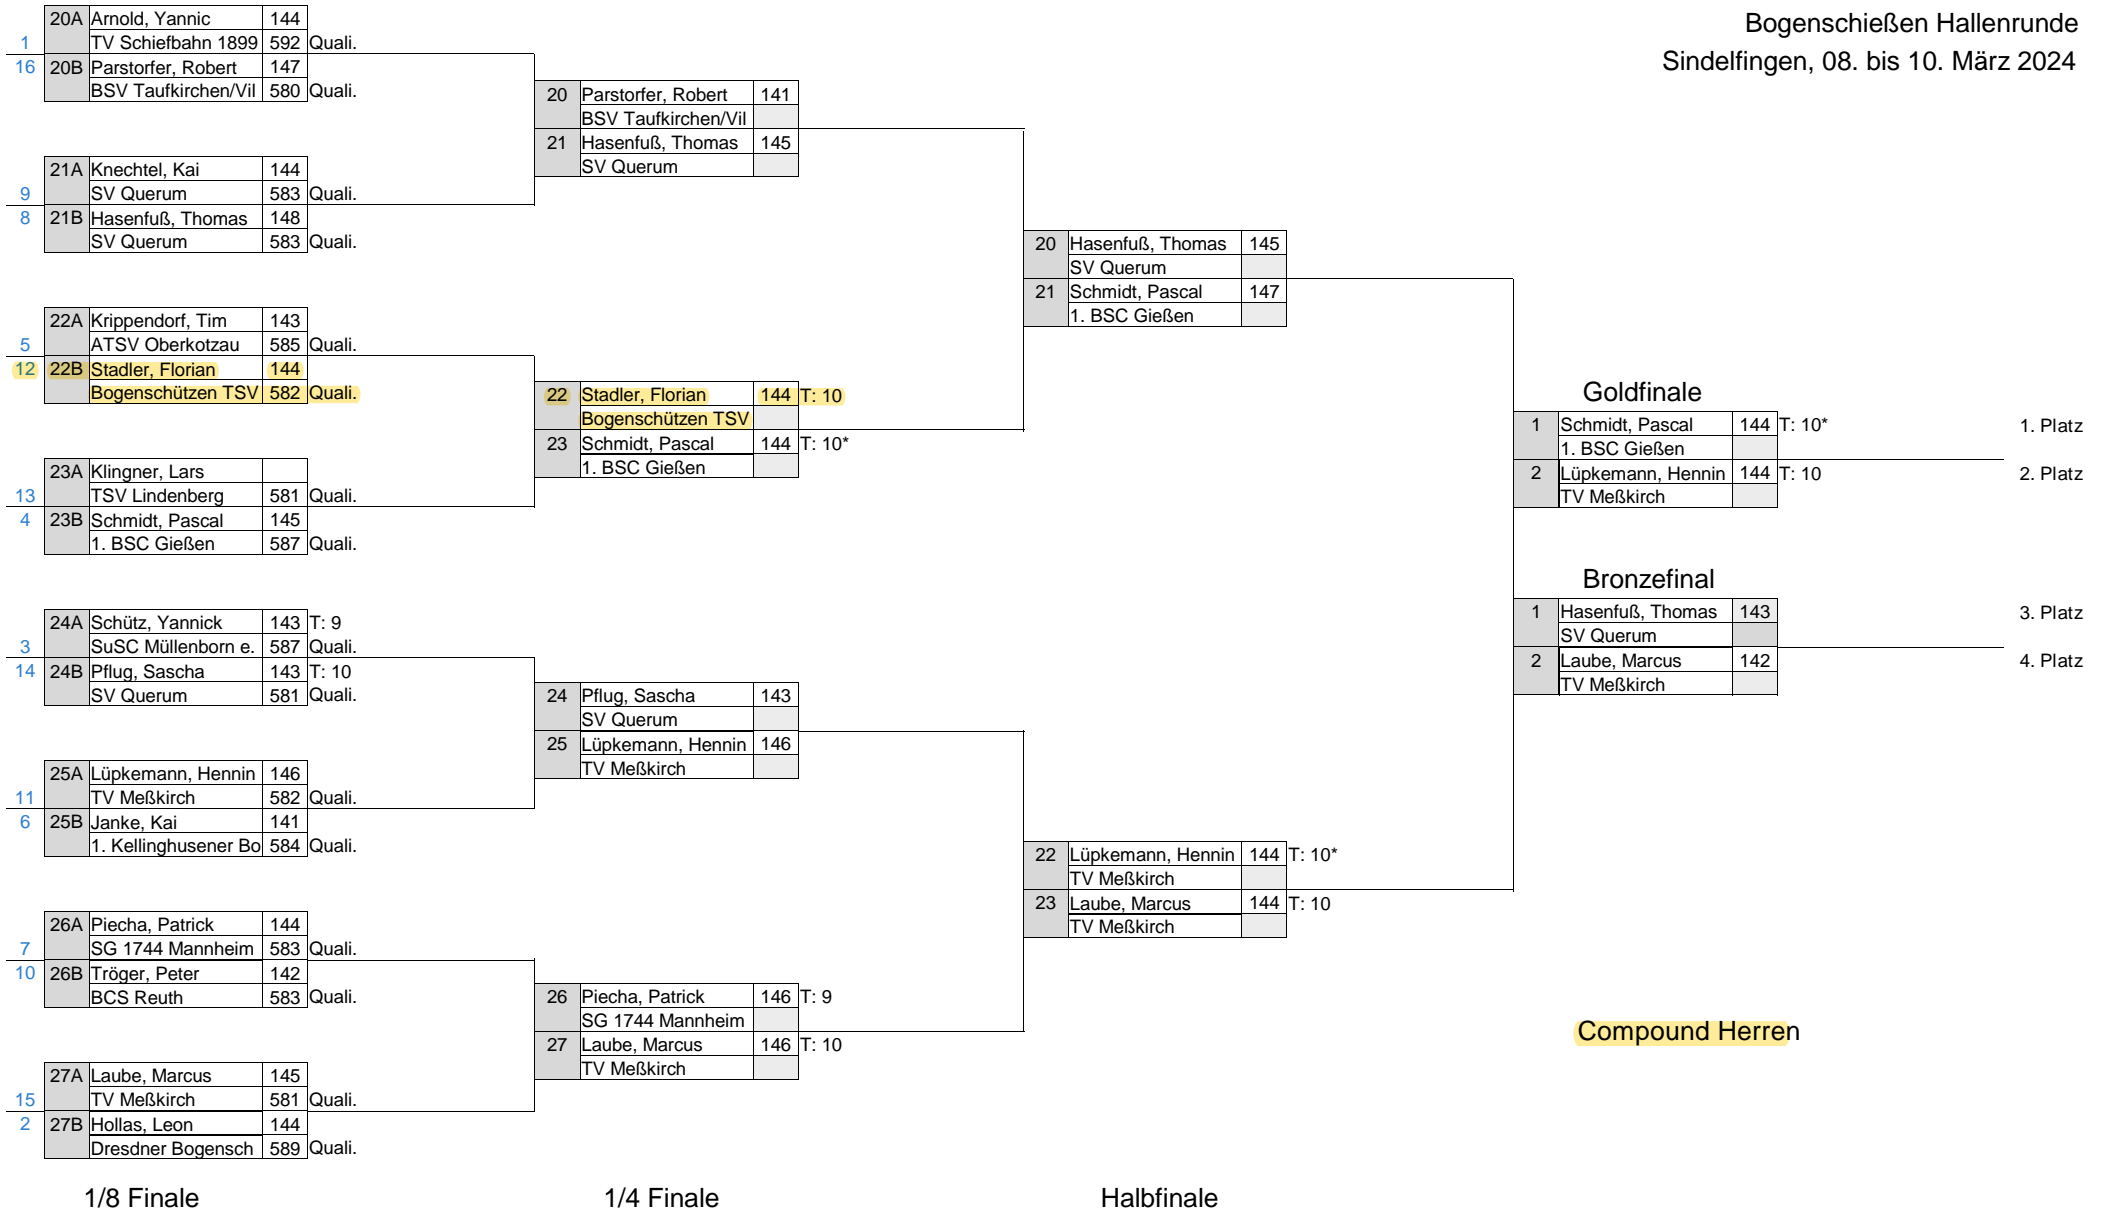 Bogenschießen Hallenrunde
Sindelfingen, 08. bis 10. März 2024
20A Arnold, Yannic 144
1 TV Schiefbahn 1899 592 Quali.
16 20B Parstorfer, Robert 147
BSV Taufkirchen/Vil 580 Quali.
21A Knechtel, Kai 144
9 SV Querum 583 Quali.
8 21B Hasenfuß, Thomas 148
SV Querum 583 Quali.
22A Krippendorf, Tim 143
5 ATSV Oberkotzau 585 Quali.
12 22B Stadler, Florian 144
Bogenschützen TSV 582 Quali.
23A Klingner, Lars
13 TSV Lindenberg 581 Quali.
4 23B Schmidt, Pascal 145
1. BSC Gießen 587 Quali.
24A Schütz, Yannick 143 T: 9
3 SuSC Müllenborn e. 587 Quali.
14 24B Pflug, Sascha 143 T: 10
SV Querum 581 Quali.
25A Lüpkemann, Hennin 146
11 TV Meßkirch 582 Quali.
6 25B Janke, Kai 141
1. Kellinghusener Bo 584 Quali.
26A Piecha, Patrick 144
7 SG 1744 Mannheim 583 Quali.
10 26B Tröger, Peter 142
BCS Reuth 583 Quali.
27A Laube, Marcus 145
15 TV Meßkirch 581 Quali.
2 27B Hollas, Leon 144
Dresdner Bogensch 589 Quali.
1/8 Finale
20 Parstorfer, Robert 141
BSV Taufkirchen/Vil
21 Hasenfuß, Thomas 145
SV Querum
22 Stadler, Florian 144 T: 10
Bogenschützen TSV
23 Schmidt, Pascal 144 T: 10*
1. BSC Gießen
24 Pflug, Sascha 143
SV Querum
25 Lüpkemann, Hennin 146
TV Meßkirch
26 Piecha, Patrick 146 T: 9
SG 1744 Mannheim
27 Laube, Marcus 146 T: 10
TV Meßkirch
1/4 Finale
20 Hasenfuß, Thomas 145
SV Querum
21 Schmidt, Pascal 147
1. BSC Gießen
22 Lüpkemann, Hennin 144 T: 10*
TV Meßkirch
23 Laube, Marcus 144 T: 10
TV Meßkirch
Halbfinale
Goldfinale
1 Schmidt, Pascal 144 T: 10* 1. Platz
1. BSC Gießen
2 Lüpkemann, Hennin 144 T: 10 2. Platz
TV Meßkirch
Bronzefinal
1 Hasenfuß, Thomas 143 3. Platz
SV Querum
2 Laube, Marcus 142 4. Platz
TV Meßkirch
Compound Herren